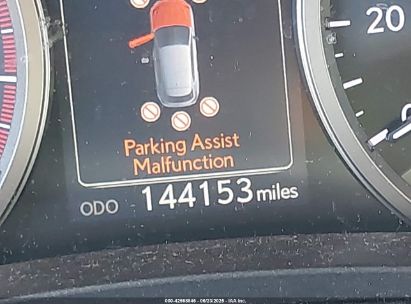 20
Parking Assist
Malfunction
ODO 144153 miles